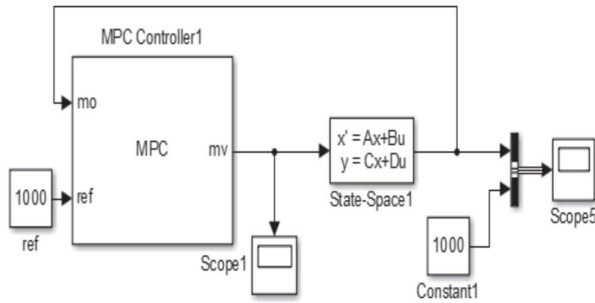 MPC Controller1
mo
MPC
mv
x' = Ax+Bu
y = Cx+Du
State-Space1
1000
ref
ref
Scope1
1000
Constant1
Scope5